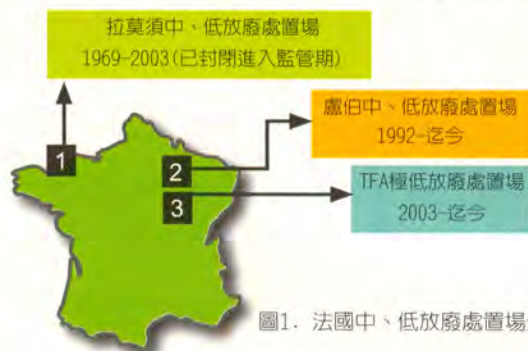 拉莫須中、低放廢處置場
1969-2003(已封閉進入監管期)
盧伯中、低放廢處置場
1992-迄今
1
2
TFA極低放廢處置場
3
2003-迄今
圖1. 法國中、低放廢處置場